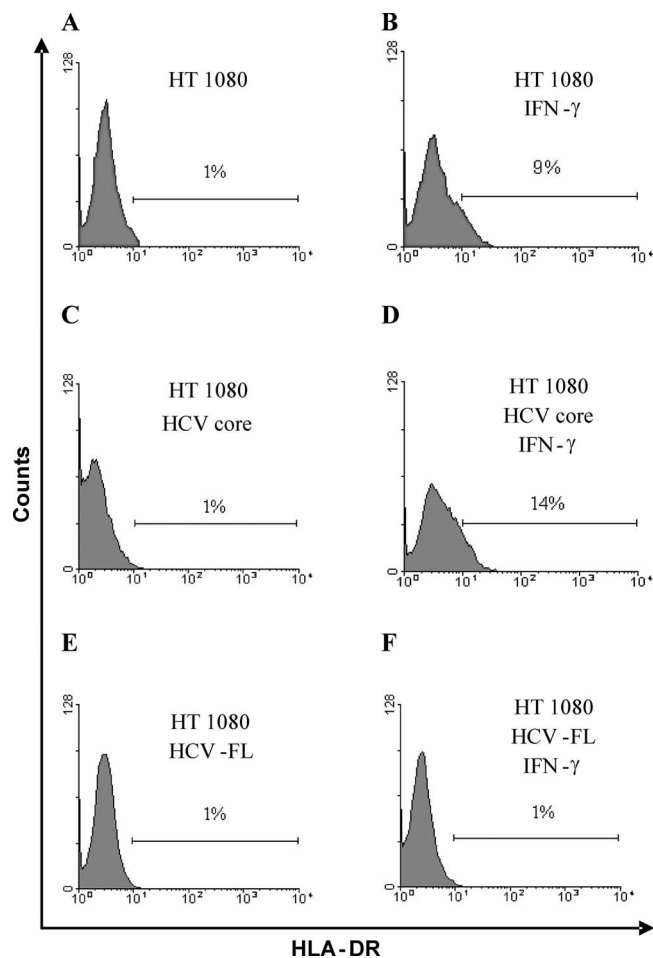 A
128
HT 1080
1%
0
10⁰ 10¹ 10² 10³ 10⁴
B
128
HT 1080
IFN-γ
9%
0
10⁰ 10¹ 10² 10³ 10⁴
C
128
HT 1080
HCV core
1%
0
10⁰ 10¹ 10² 10³ 10⁴
D
128
HT 1080
HCV core
IFN-γ
14%
0
10⁰ 10¹ 10² 10³ 10⁴
E
128
HT 1080
HCV -FL
1%
0
10⁰ 10¹ 10² 10³ 10⁴
F
128
HT 1080
HCV -FL
IFN-γ
1%
0
10⁰ 10¹ 10² 10³ 10⁴
Counts
HLA-DR